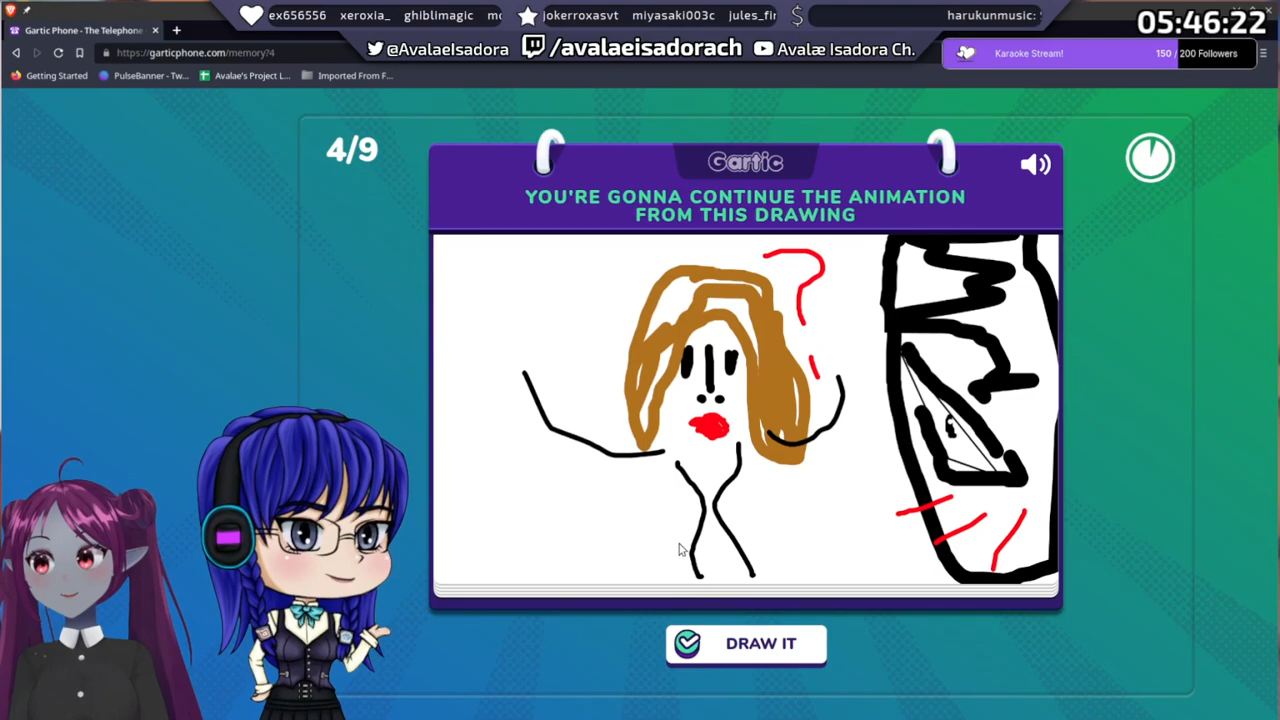 ex656556 xeroxia_ ghiblimagic
jokerroxasvt miyasaki003c jules_fir
$ harukunmusic:
05:46:22
Gartic Phone - The Telephone
@AvalaeIsadora /avalaeisadorach Avalæ Isadora Ch.
https://garticphone.com/memory?4
Karaoke Stream! 150 / 200 Followers
Getting Started PulseBanner - Tw... Avalae's Project L... Imported From F...
4/9
Gartic
YOU'RE GONNA CONTINUE THE ANIMATION
FROM THIS DRAWING
?
DRAW IT